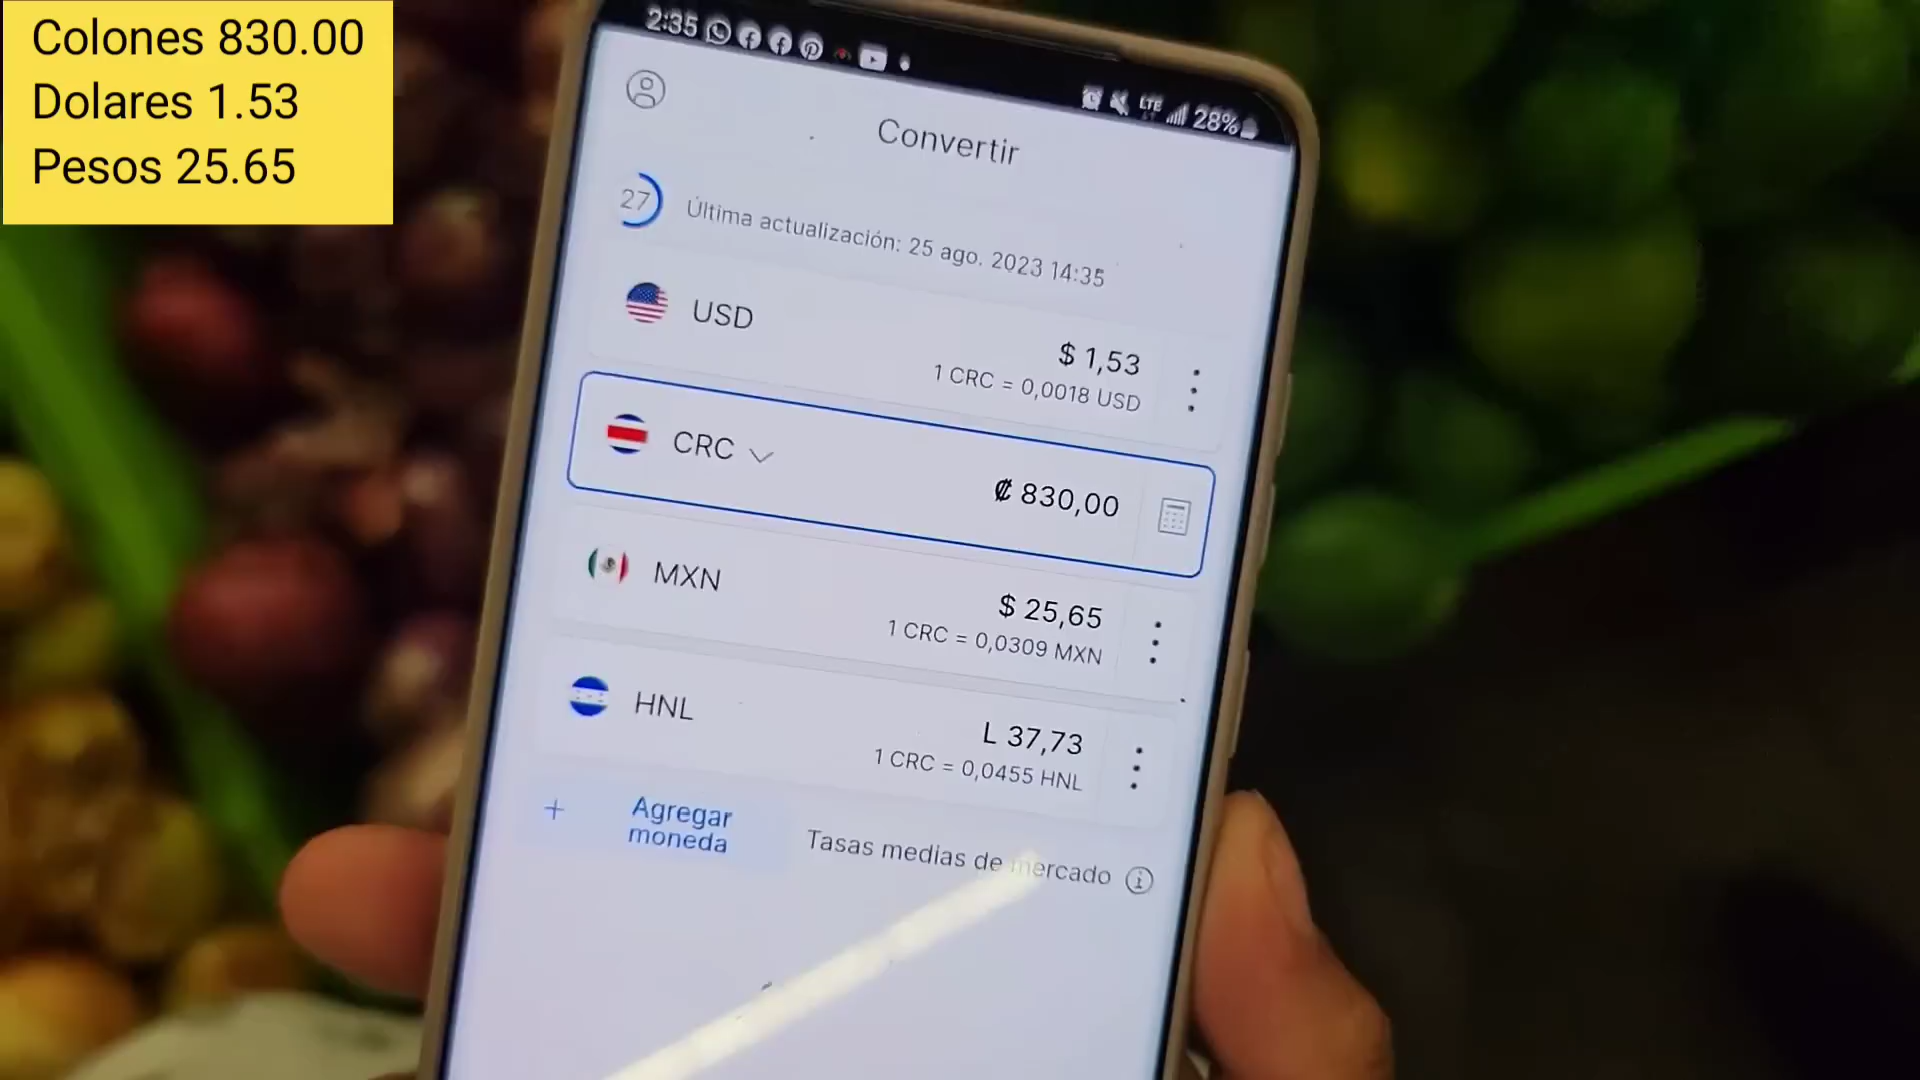 Colones 830.00
Dolares 1.53
Pesos 25.65
2:35
LTE
28%
Convertir
27
Última actualización: 25 ago. 2023 14:35
USD
$ 1,53
1 CRC = 0,0018 USD
CRC
₡ 830,00
MXN
$ 25,65
1 CRC = 0,0309 MXN
HNL
L 37,73
1 CRC = 0,0455 HNL
+ Agregar
moneda
Tasas medias de mercado